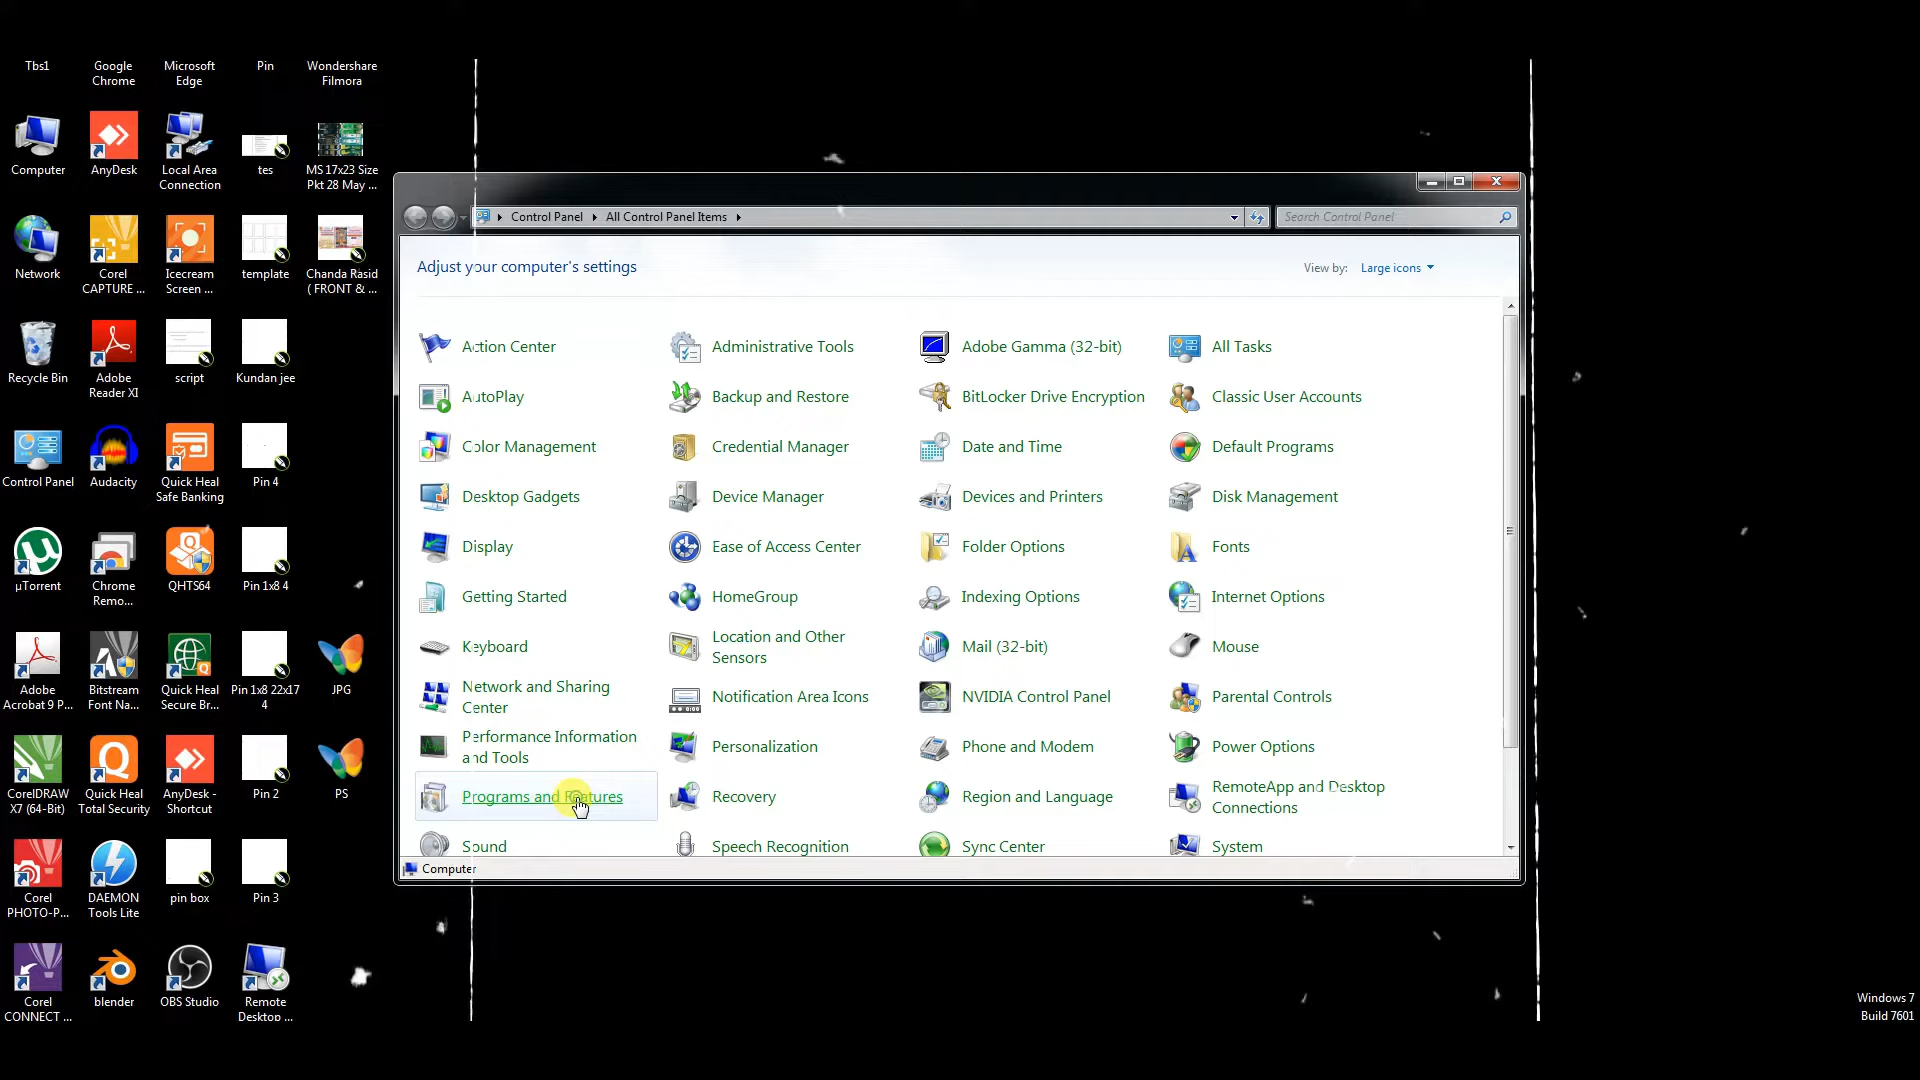 Tbs1
Google
Chrome
Microsoft
Edge
Pin
Wondershare
Filmora
Computer
AnyDesk
Local Area
Connection
tes
MS 17x23 Size
Pkt 28 May ...
Network
Corel
CAPTURE ...
Icecream
Screen ...
template
Chanda Rasid
( FRONT & ...
Recycle Bin
Adobe
Reader XI
script
Kundan jee
Control Panel
Audacity
Quick Heal
Safe Banking
Pin 4
µTorrent
Chrome
Remo...
QHTS64
Pin 1x8 4
Adobe
Acrobat 9 P...
Bitstream
Font Na...
Quick Heal
Secure Br...
Pin 1x8 22x17
4
JPG
CorelDRAW
X7 (64-Bit)
Quick Heal
Total Security
AnyDesk -
Shortcut
Pin 2
PS
Corel
PHOTO-P...
DAEMON
Tools Lite
pin box
Pin 3
Corel
CONNECT ...
blender
OBS Studio
Remote
Desktop ...
Control Panel
All Control Panel Items
Search Control Panel
Adjust your computer's settings
View by: Large icons
Action Center
Administrative Tools
Adobe Gamma (32-bit)
All Tasks
AutoPlay
Backup and Restore
BitLocker Drive Encryption
Classic User Accounts
Color Management
Credential Manager
Date and Time
Default Programs
Desktop Gadgets
Device Manager
Devices and Printers
Disk Management
Display
Ease of Access Center
Folder Options
Fonts
Getting Started
HomeGroup
Indexing Options
Internet Options
Keyboard
Location and Other
Sensors
Mail (32-bit)
Mouse
Network and Sharing
Center
Notification Area Icons
NVIDIA Control Panel
Parental Controls
Performance Information
and Tools
Personalization
Phone and Modem
Power Options
Programs and Features
Recovery
Region and Language
RemoteApp and Desktop
Connections
Sound
Speech Recognition
Sync Center
System
Computer
Windows 7
Build 7601